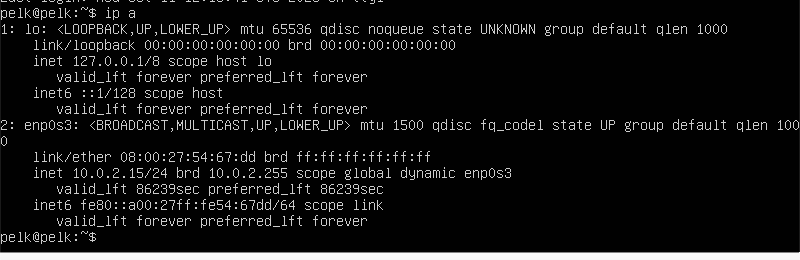 pelk@pelk:~$ ip a
1: lo: <LOOPBACK,UP,LOWER_UP> mtu 65536 qdisc noqueue state UNKNOWN group default qlen 1000
    link/loopback 00:00:00:00:00:00 brd 00:00:00:00:00:00
    inet 127.0.0.1/8 scope host lo
       valid_lft forever preferred_lft forever
    inet6 ::1/128 scope host
       valid_lft forever preferred_lft forever
2: enp0s3: <BROADCAST,MULTICAST,UP,LOWER_UP> mtu 1500 qdisc fq_codel state UP group default qlen 100
0
    link/ether 08:00:27:54:67:dd brd ff:ff:ff:ff:ff:ff
    inet 10.0.2.15/24 brd 10.0.2.255 scope global dynamic enp0s3
       valid_lft 86239sec preferred_lft 86239sec
    inet6 fe80::a00:27ff:fe54:67dd/64 scope link
       valid_lft forever preferred_lft forever
pelk@pelk:~$